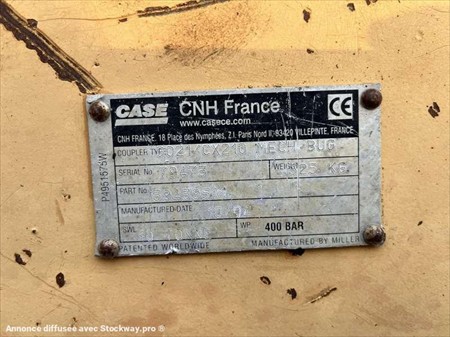 CASE CNH France
www.casece.com
CE
CNH FRANCE, 18 Place des Nymphéés, Z.I. Paris Nord II, 93420 VILLEPINTE, FRANCE
COUPLER TYPE
SERIAL No. WEIGHT KG
PART No.
MANUFACTURED-DATE
SWL WP 400 BAR
PATENTED WORLDWIDE MANUFACTURED BY MILLER
P4951575W
Annonce diffusée avec Stockway.pro ®